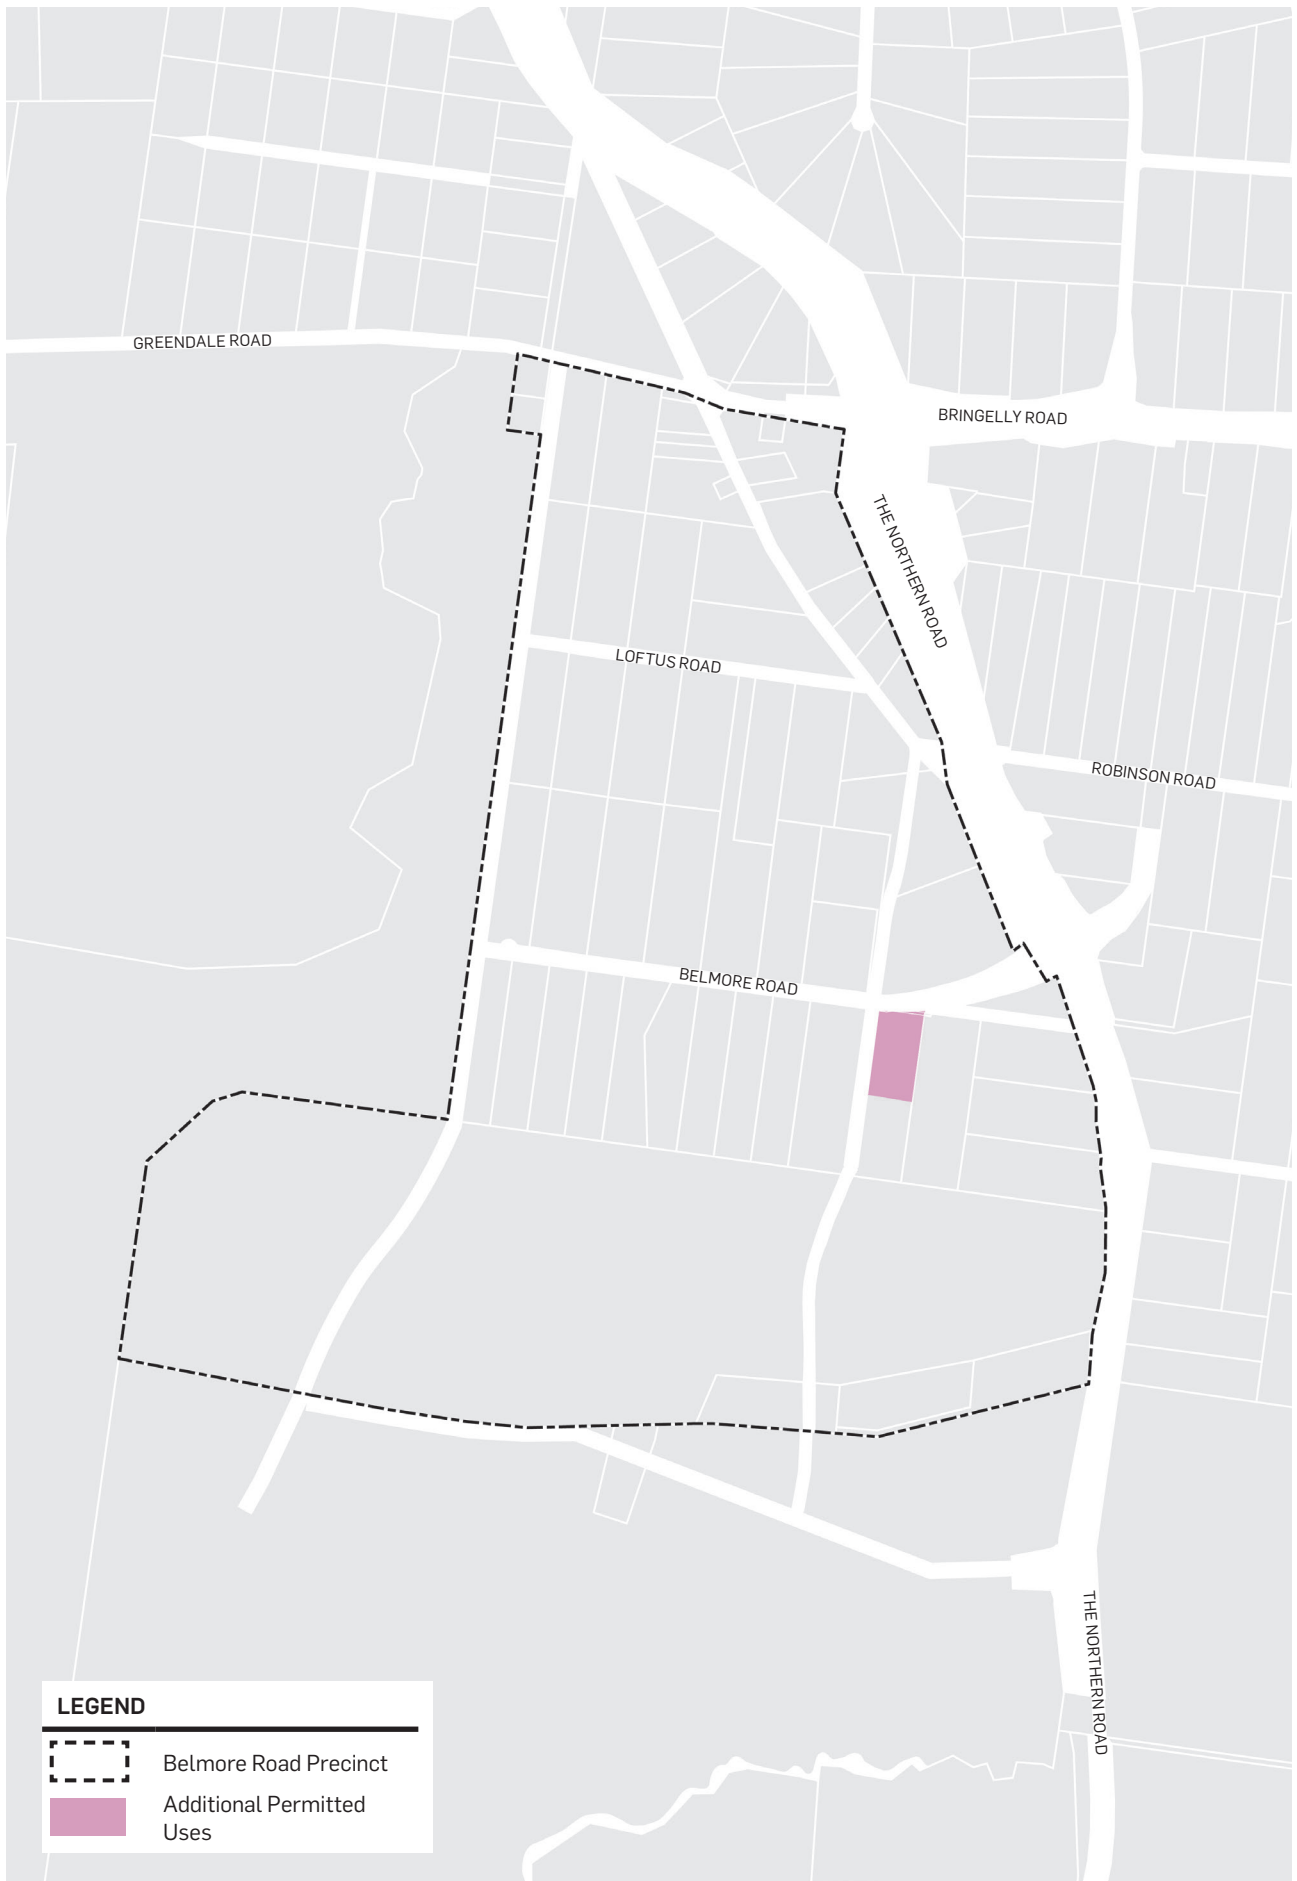 GREENDALE ROAD
BRINGELLY ROAD
THE NORTHERN ROAD
LOFTUS ROAD
ROBINSON ROAD
BELMORE ROAD
THE NORTHERN ROAD
LEGEND
Belmore Road Precinct
Additional Permitted
Uses